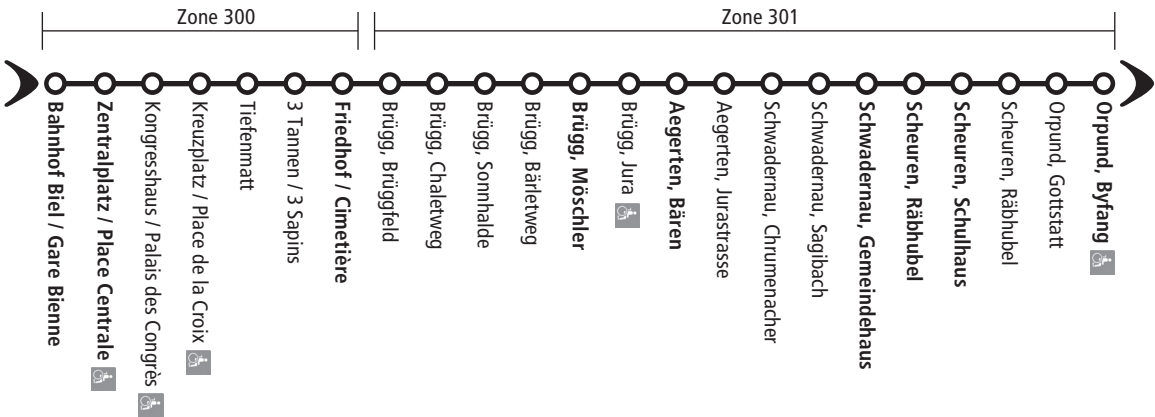 Zone 300
Zone 301
Bahnhof Biel / Gare Bienne
Zentralplatz / Place Centrale
Kongresshaus / Palais des Congrès
Kreuzplatz / Place de la Croix
Tiefenmatt
3 Tannen / 3 Sapins
Friedhof / Cimetière
Brügg, Brüggfeld
Brügg, Chaletweg
Brügg, Sonnhalde
Brügg, Bärletweg
Brügg, Möschler
Brügg, Jura
Aegerten, Bären
Aegerten, Jurastrasse
Schwadernau, Chrumenacher
Schwadernau, Sagibach
Schwadernau, Gemeindehaus
Scheuren, Räbhubel
Scheuren, Schulhaus
Scheuren, Räbhubel
Orpund, Gottstatt
Orpund, Byfang